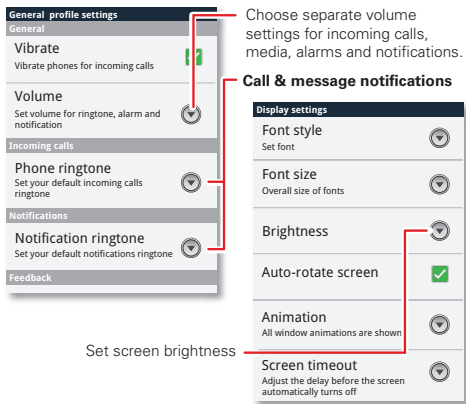 General profile settings
General
Vibrate
Vibrate phones for incoming calls
Volume
Set volume for ringtone, alarm and
notification
Incoming calls
Phone ringtone
Set your default incoming calls
ringtone
Notifications
Notification ringtone
Set your default notifications ringtone
Feedback
Choose separate volume
settings for incoming calls,
media, alarms and notifications.
Call & message notifications
Display settings
Font style
Set font
Font size
Overall size of fonts
Brightness
Auto-rotate screen
Animation
All window animations are shown
Set screen brightness
Screen timeout
Adjust the delay before the screen
automatically turns off